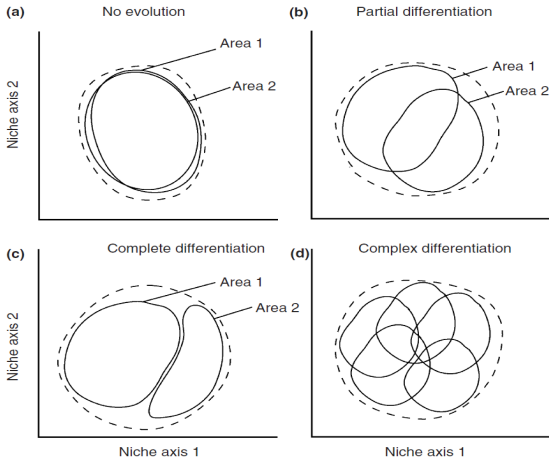 (a) No evolution
Area 1
Area 2
Niche axis 2
(b) Partial differentiation
Area 1
Area 2
(c) Complete differentiation
Area 1
Area 2
Niche axis 2
Niche axis 1
(d) Complex differentiation
Niche axis 1